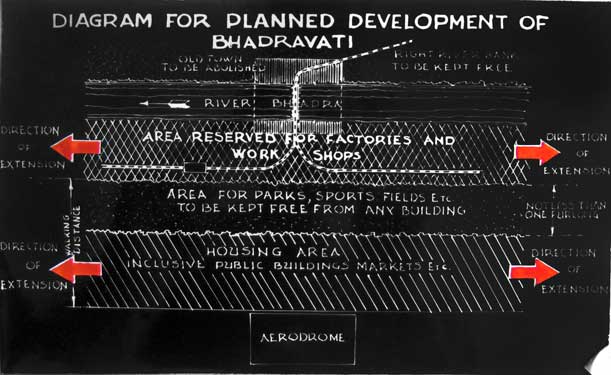 DIAGRAM FOR PLANNED DEVELOPMENT OF
BHADRAVATI
OLD TOWN
TO BE ABOLISHED
RIGHT RIVER BANK
TO BE KEPT FREE
RIVER BHADRA
DIRECTION
OF
EXTENSION
AREA RESERVED FOR FACTORIES AND
WORK SHOPS
DIRECTION
OF
EXTENSION
AREA FOR PARKS, SPORTS FIELDS ETC
TO BE KEPT FREE FROM ANY BUILDING
NOT LESS THAN
ONE FURLONG
WALKING
DISTANCE
DIRECTION
OF
EXTENSION
HOUSING AREA
INCLUSIVE PUBLIC BUILDINGS MARKETS ETC.
DIRECTION
OF
EXTENSION
AERODROME